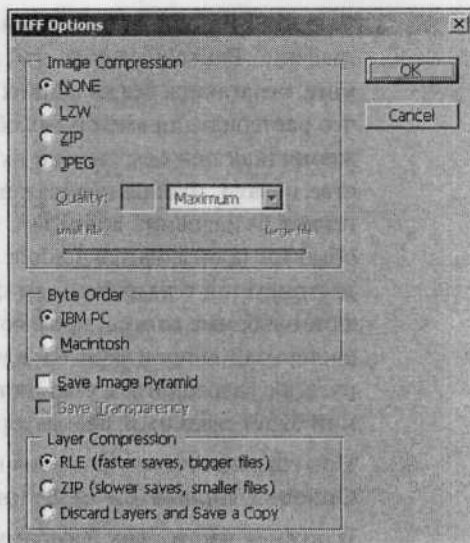 TIFF Options
Image Compression
NONE
LZW
ZIP
JPEG
Quality:
Maximum
small file
large file
OK
Cancel
Byte Order
IBM PC
Macintosh
Save Image Pyramid
Save Transparency
Layer Compression
RLE (faster saves, bigger files)
ZIP (slower saves, smaller files)
Discard Layers and Save a Copy